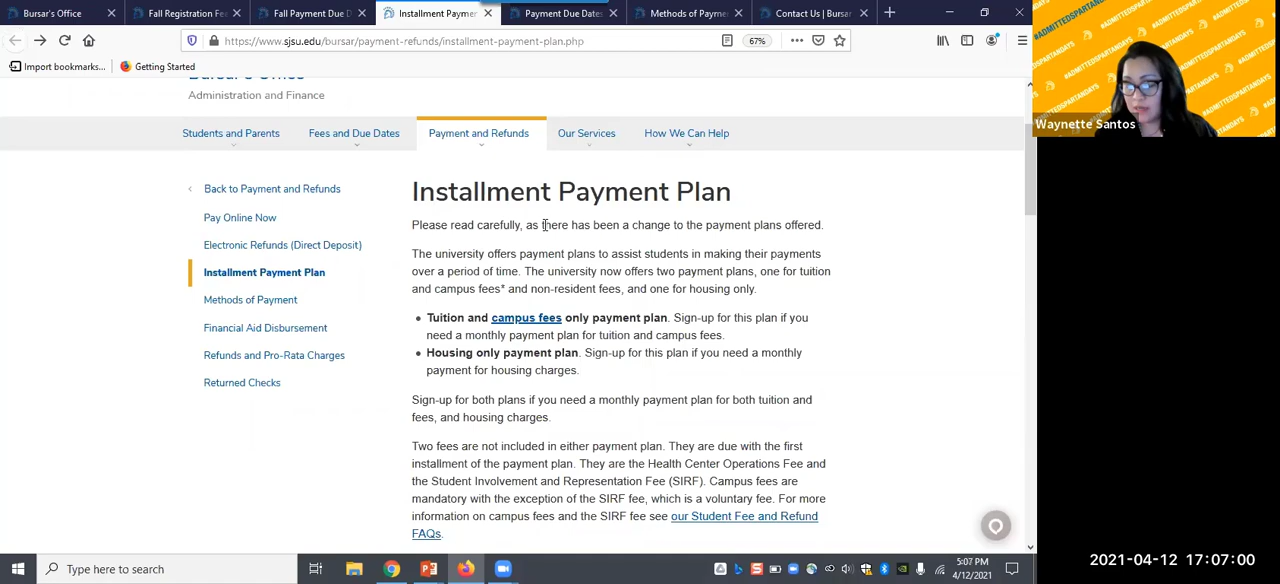 Bursar's Office
Fall Registration Fe
Fall Payment Due D
Installment Paymer
Payment Due Dates
Methods of Payme
Contact Us | Bursar
https://www.sjsu.edu/bursar/payment-refunds/installment-payment-plan.php
67%
Import bookmarks...
Getting Started
#ADMITTEDSPARTANDAYS
Waynette Santos
Bursar's Office
Administration and Finance
Students and Parents
Fees and Due Dates
Payment and Refunds
Our Services
How We Can Help
Back to Payment and Refunds
Pay Online Now
Electronic Refunds (Direct Deposit)
Installment Payment Plan
Methods of Payment
Financial Aid Disbursement
Refunds and Pro-Rata Charges
Returned Checks
Installment Payment Plan
Please read carefully, as there has been a change to the payment plans offered.
The university offers payment plans to assist students in making their payments
over a period of time. The university now offers two payment plans, one for tuition
and campus fees* and non-resident fees, and one for housing only.
• Tuition and campus fees only payment plan. Sign-up for this plan if you
need a monthly payment plan for tuition and campus fees.
• Housing only payment plan. Sign-up for this plan if you need a monthly
payment for housing charges.
Sign-up for both plans if you need a monthly payment plan for both tuition and
fees, and housing charges.
Two fees are not included in either payment plan. They are due with the first
installment of the payment plan. They are the Health Center Operations Fee and
the Student Involvement and Representation Fee (SIRF). Campus fees are
mandatory with the exception of the SIRF fee, which is a voluntary fee. For more
information on campus fees and the SIRF fee see our Student Fee and Refund
FAQs.
Type here to search
5:07 PM
4/12/2021
2021-04-12 17:07:00